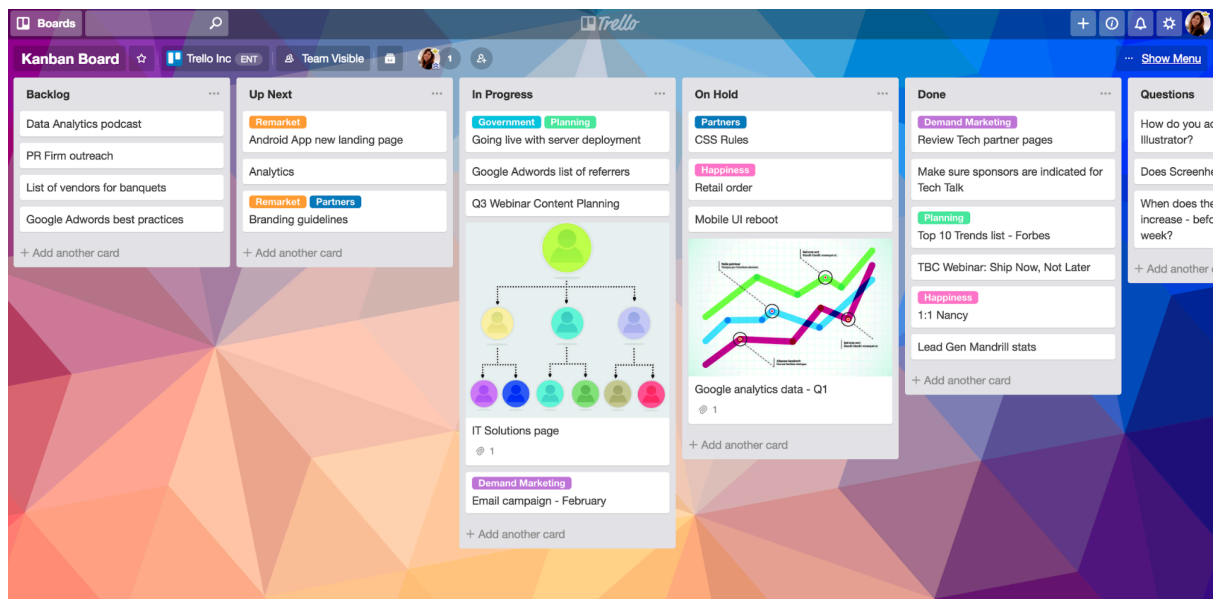 Boards
Trello
Kanban Board
Trello Inc ENT
Team Visible
1
Show Menu
Backlog
Data Analytics podcast
PR Firm outreach
List of vendors for banquets
Google Adwords best practices
+ Add another card
Up Next
Remarket
Android App new landing page
Analytics
Remarket Partners
Branding guidelines
+ Add another card
In Progress
Government Planning
Going live with server deployment
Google Adwords list of referrers
Q3 Webinar Content Planning
IT Solutions page
1
Demand Marketing
Email campaign - February
+ Add another card
On Hold
Partners
CSS Rules
Happiness
Retail order
Mobile UI reboot
Google analytics data - Q1
1
+ Add another card
Done
Demand Marketing
Review Tech partner pages
Make sure sponsors are indicated for
Tech Talk
Planning
Top 10 Trends list - Forbes
TBC Webinar: Ship Now, Not Later
Happiness
1:1 Nancy
Lead Gen Mandrill stats
+ Add another card
Questions
How do you
Illustrator?
Does
When does the
increase -
week?
+ Add another